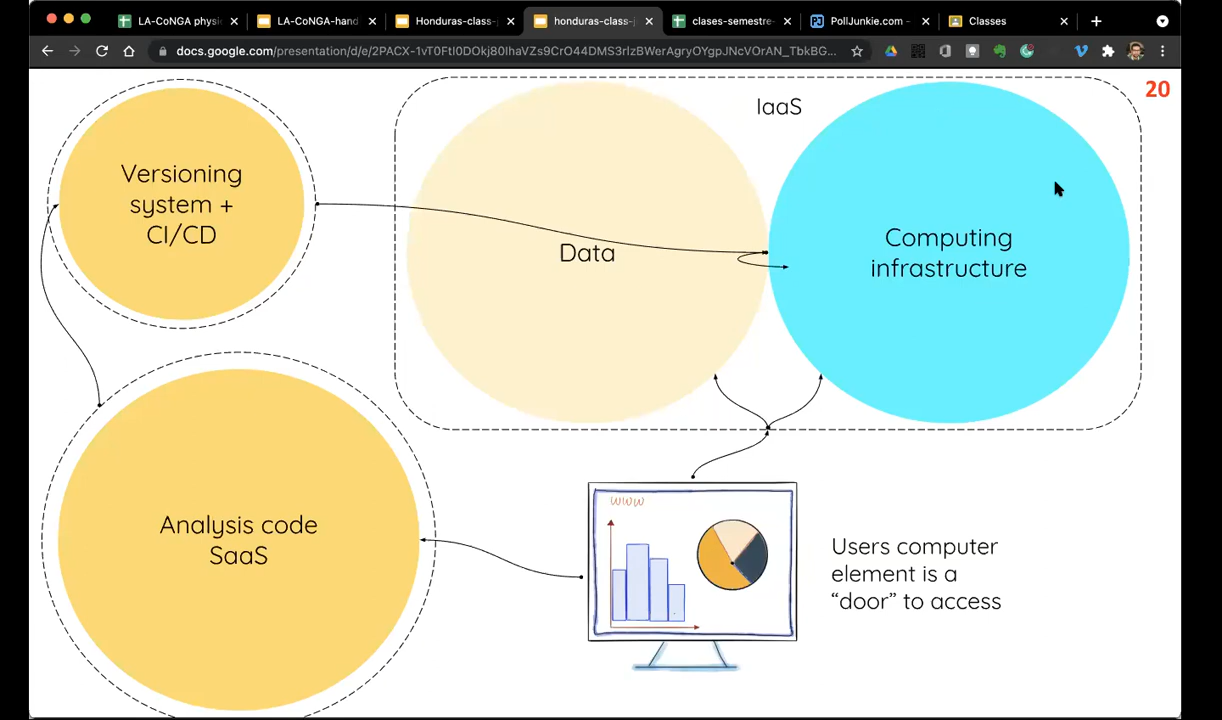 LA-CoNGA physi
LA-CoNGA-hand
Honduras-class-j
honduras-class-j
clases-semestre-
PollJunkie.com –
Classes
docs.google.com/presentation/d/e/2PACX-1vT0FtI0DOkj80IhaVZs9CrO44DMS3rIzBWerAgryOYgpJNcVOrAN_TbkBG...
20
IaaS
Versioning
system +
CI/CD
Data
Computing
infrastructure
Analysis code
SaaS
www
Users computer
element is a
“door” to access